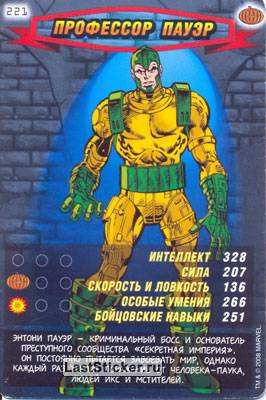 221
ПРОФЕССОР ПАУЭР
ИНТЕЛЛЕКТ 328
СИЛА 207
СКОРОСТЬ И ЛОВКОСТЬ 136
ОСОБЫЕ УМЕНИЯ 266
БОЙЦОВСКИЕ НАВЫКИ 251
ЭНТОНИ ПАУЭР – КРИМИНАЛЬНЫЙ БОСС И ОСНОВАТЕЛЬ
ПРЕСТУПНОГО СООБЩЕСТВА «СЕКРЕТНАЯ ИМПЕРИЯ».
ОН ПОСТОЯННО ПЫТАЕТСЯ ЗАВОЕВАТЬ МИР, ОДНАКО
КАЖДЫЙ РАЗ ЧЕЛОВЕКА-ПАУКА,
ЛЮДЕЙ ИКС И МСТИТЕЛЕЙ.
LastSticker.ru
TM & © 2008 MARVEL